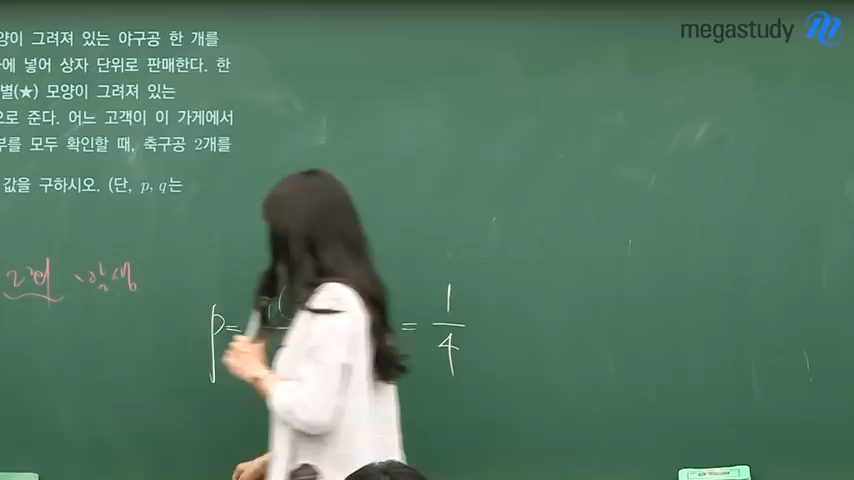 megastudy
양이 그려져 있는 야구공 한 개를
에 넣어 상자 단위로 판매한다. 한
별(★) 모양이 그려져 있는
으로 준다. 어느 고객이 이 가게에서
부를 모두 확인할 때, 축구공 2개를
값을 구하시오. (단, p, q는
2회
p= = 1/4